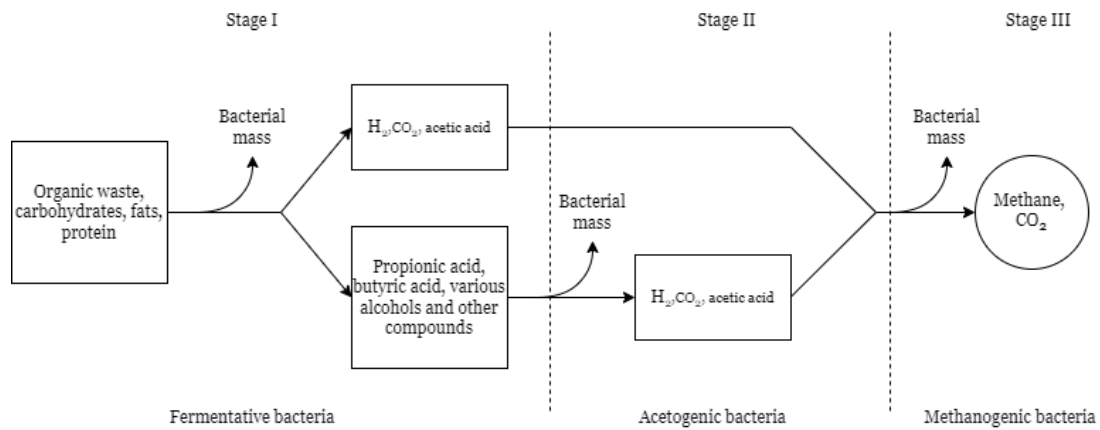 Stage I
Stage II
Stage III
Bacterial
mass
H₂,CO₂, acetic acid
Bacterial
mass
Organic waste,
carbohydrates, fats,
protein
Bacterial
mass
Methane,
CO₂
Propionic acid,
butyric acid, various
alcohols and other
compounds
H₂,CO₂, acetic acid
Fermentative bacteria
Acetogenic bacteria
Methanogenic bacteria